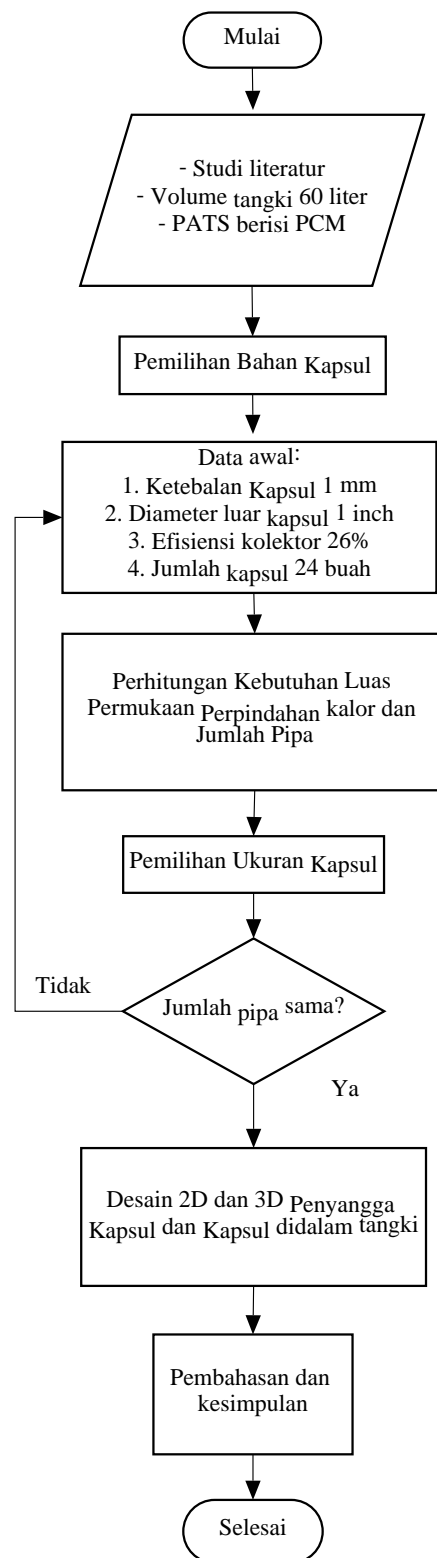 Mulai
- Studi literatur
- Volume tangki 60 liter
- PATS berisi PCM
Pemilihan Bahan Kapsul
Data awal:
1. Ketebalan Kapsul 1 mm
2. Diameter luar kapsul 1 inch
3. Efisiensi kolektor 26%
4. Jumlah kapsul 24 buah
Perhitungan Kebutuhan Luas
Permukaan Perpindahan kalor dan
Jumlah Pipa
Pemilihan Ukuran Kapsul
Jumlah pipa sama?
Tidak
Ya
Desain 2D dan 3D Penyangga
Kapsul dan Kapsul didalam tangki
Pembahasan dan
kesimpulan
Selesai